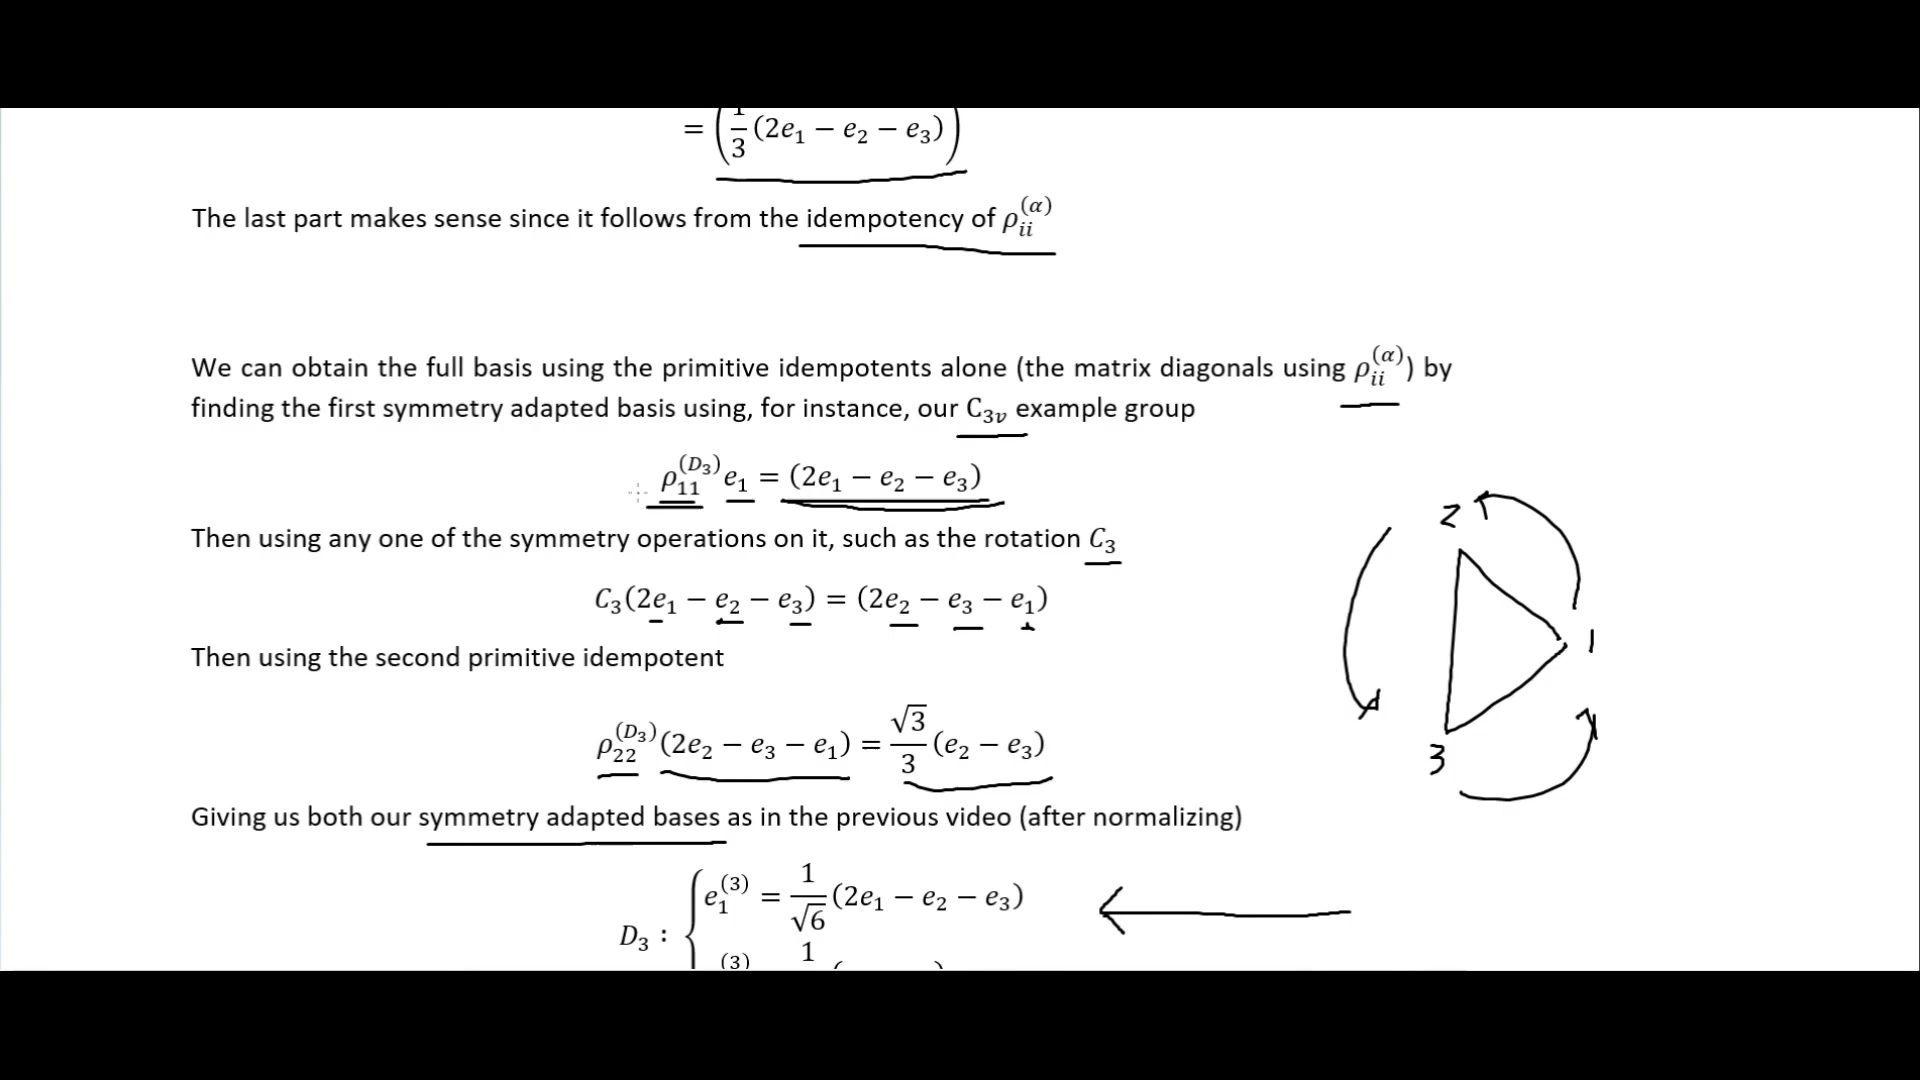 = (1/3 (2e₁ − e₂ − e₃))
The last part makes sense since it follows from the idempotency of ρᵢᵢ^(α)
We can obtain the full basis using the primitive idempotents alone (the matrix diagonals using ρᵢᵢ^(α)) by
finding the first symmetry adapted basis using, for instance, our C₃ᵥ example group
ρ₁₁^(D₃) e₁ = (2e₁ − e₂ − e₃)
Then using any one of the symmetry operations on it, such as the rotation C₃
C₃(2e₁ − e₂ − e₃) = (2e₂ − e₃ − e₁)
Then using the second primitive idempotent
ρ₂₂^(D₃) (2e₂ − e₃ − e₁) = √3/3 (e₂ − e₃)
Giving us both our symmetry adapted bases as in the previous video (after normalizing)
D₃ : { e₁^(3) = 1/√6 (2e₁ − e₂ − e₃)
(3) 1
2
1
3